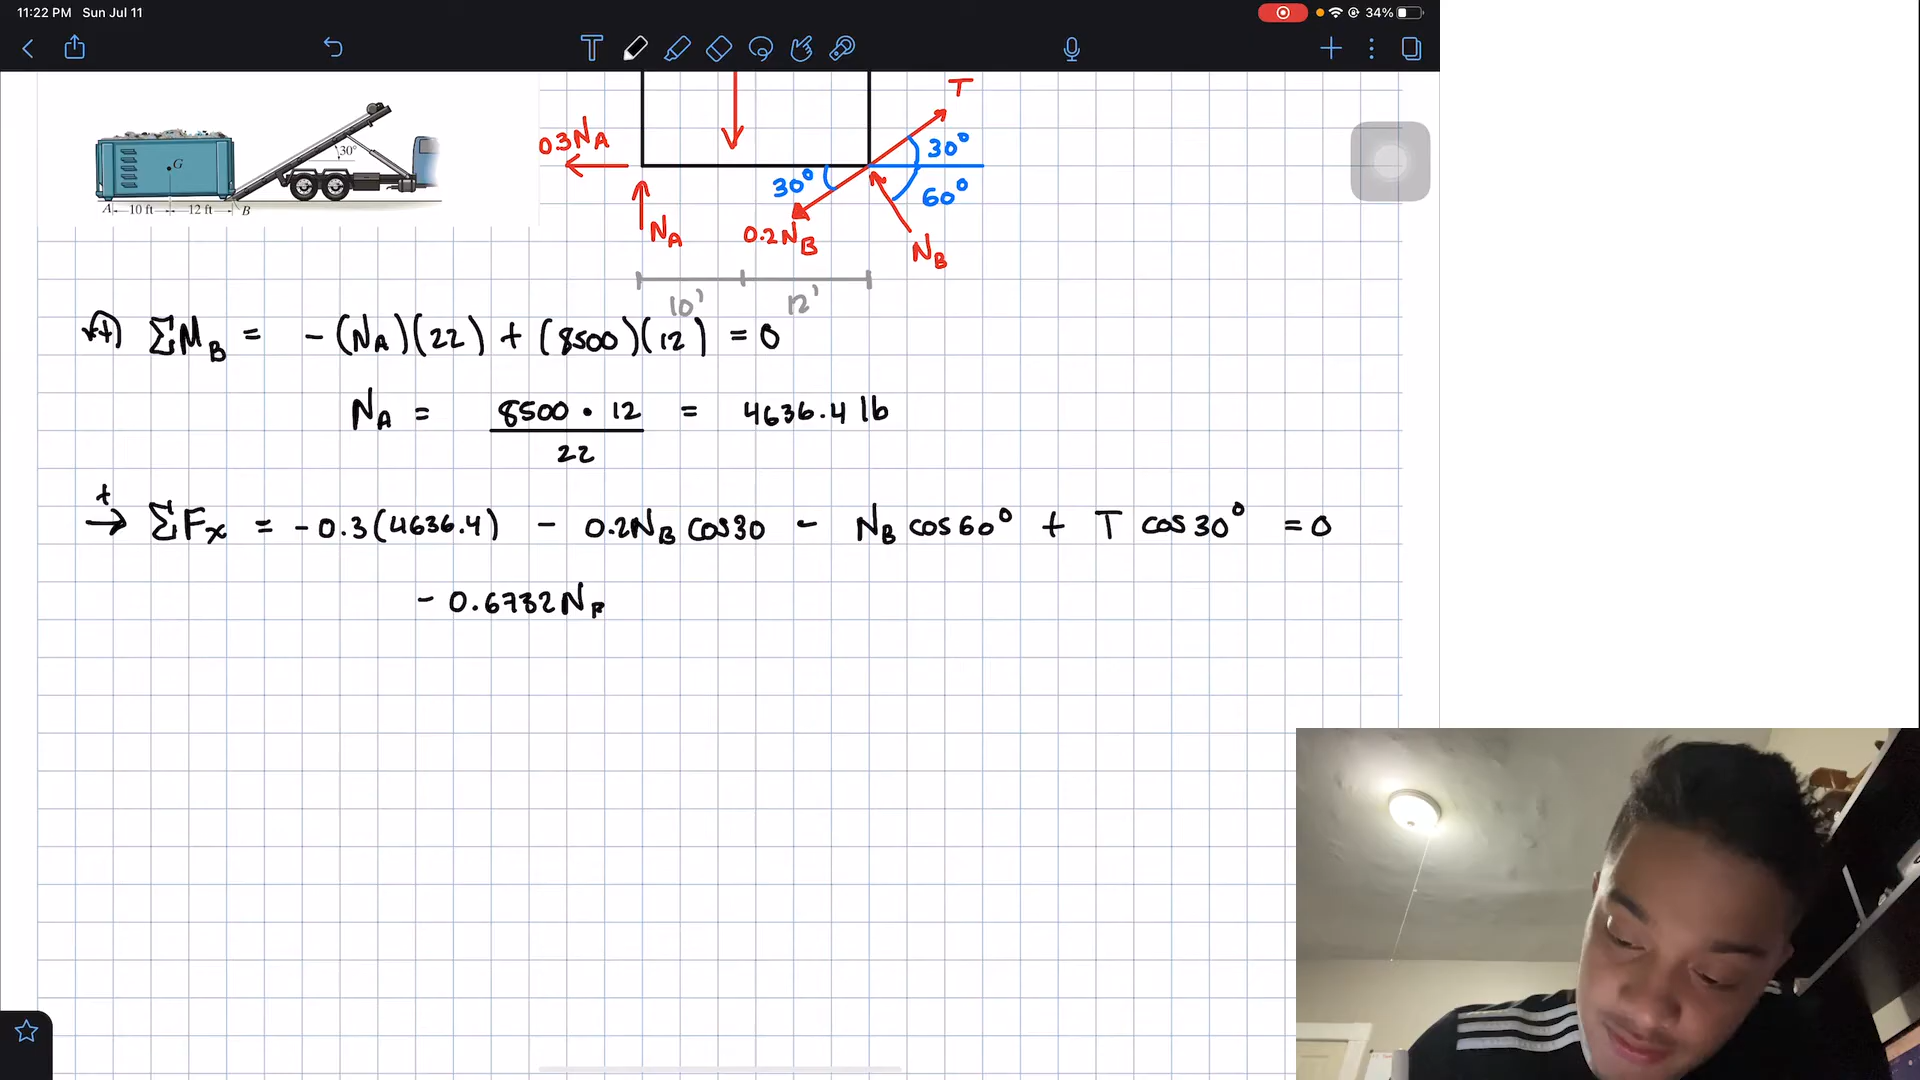 11:22 PM Sun Jul 11
34%
T
T
0.3NA
30°
30°
60°
G
30°
NA
0.2NB
NB
A 10 ft 12 ft B
10' 12'
+) ΣMB = - (NA)(22) + (8500)(12) = 0
NA = 8500 · 12 = 4636.4 lb
22
+
→ ΣFx = -0.3(4636.4) - 0.2NB cos30 - NB cos60° + T cos30° = 0
- 0.6732N